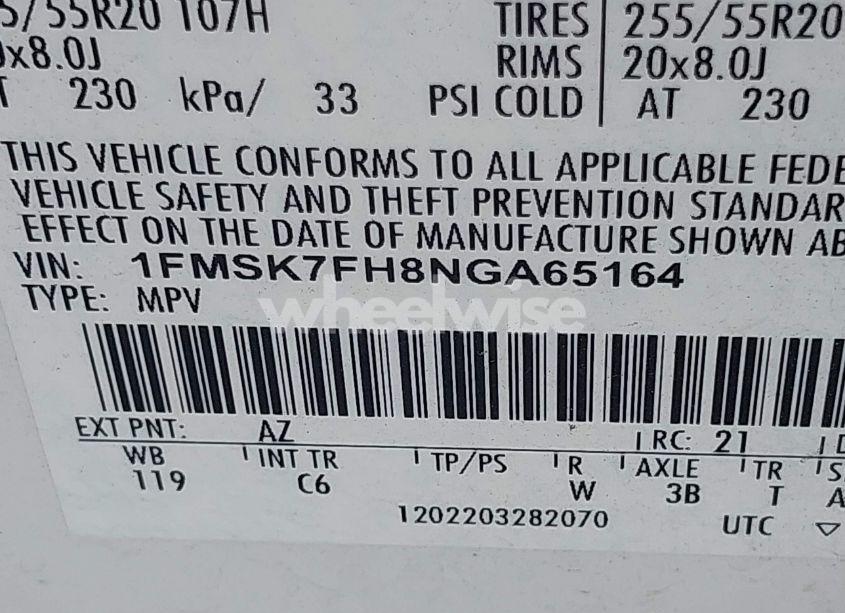 5/55R20 107H TIRES 255/55R20
0x8.0J RIMS 20x8.0J
T 230 kPa/ 33 PSI COLD AT 230
THIS VEHICLE CONFORMS TO ALL APPLICABLE FEDE
VEHICLE SAFETY AND THEFT PREVENTION STANDAR
EFFECT ON THE DATE OF MANUFACTURE SHOWN AB
VIN: 1FMSK7FH8NGA65164
TYPE: MPV
wheelwise
EXT PNT: AZ RC: 21 D
WB INT TR TP/PS R AXLE TR S
119 C6 W 3B T A
1202203282070 UTC